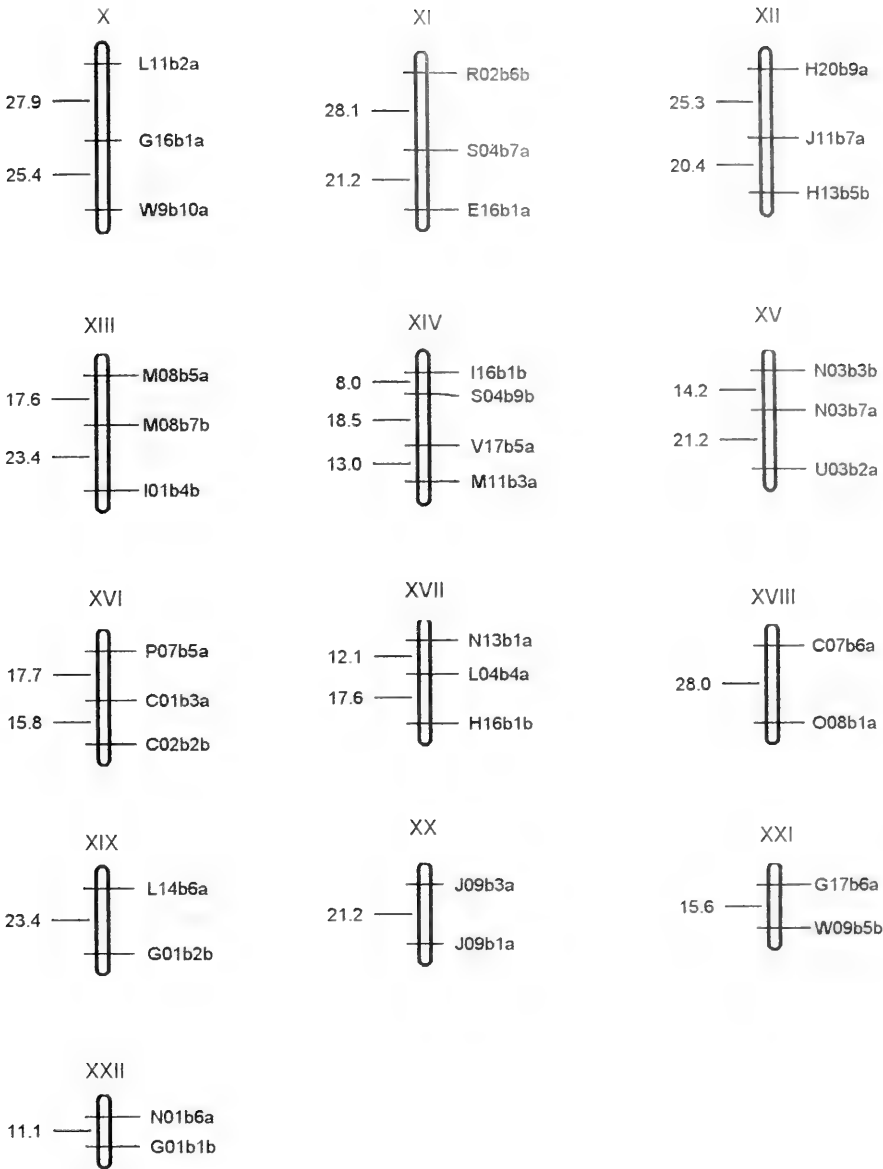 X
L11b2a
27.9
G16b1a
25.4
W9b10a
XI
R02b6b
28.1
S04b7a
21.2
E16b1a
XII
H20b9a
25.3
J11b7a
20.4
H13b5b
XIII
M08b5a
17.6
M08b7b
23.4
I01b4b
XIV
I16b1b
8.0
S04b9b
18.5
V17b5a
13.0
M11b3a
XV
N03b3b
14.2
N03b7a
21.2
U03b2a
XVI
P07b5a
17.7
C01b3a
15.8
C02b2b
XVII
N13b1a
12.1
L04b4a
17.6
H16b1b
XVIII
C07b6a
28.0
O08b1a
XIX
L14b6a
23.4
G01b2b
XX
J09b3a
21.2
J09b1a
XXI
G17b6a
15.6
W09b5b
XXII
N01b6a
11.1
G01b1b